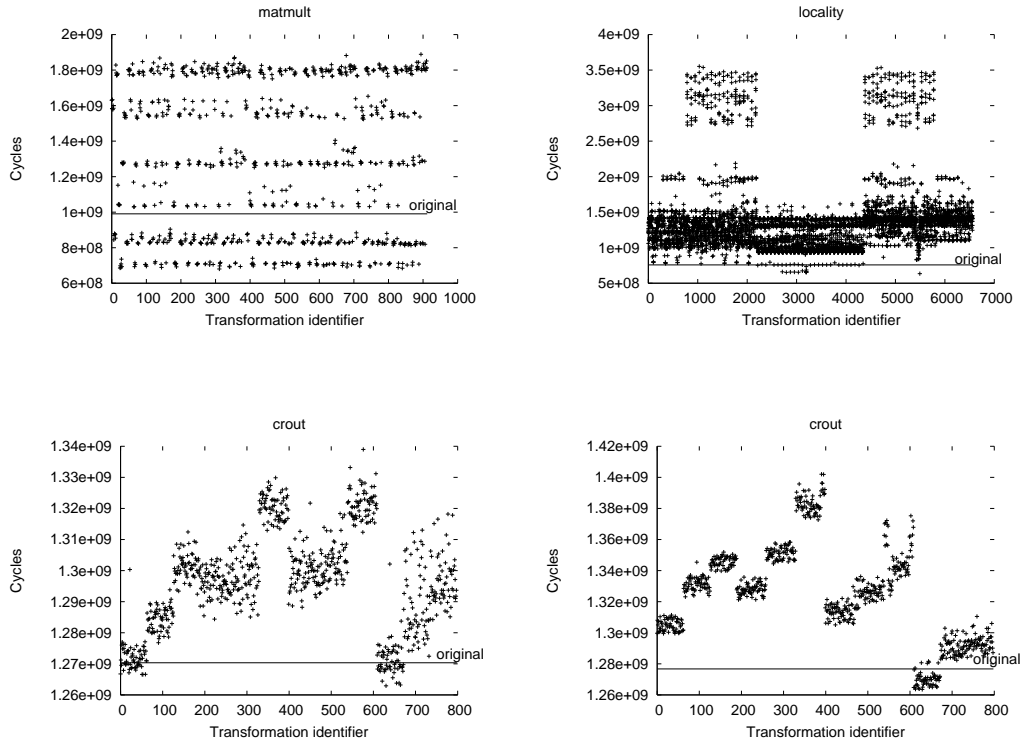 matmult
2e+09
1.8e+09
1.6e+09
1.4e+09
1.2e+09
1e+09
8e+08
6e+08
Cycles
original
0 100 200 300 400 500 600 700 800 900 1000
Transformation identifier
locality
4e+09
3.5e+09
3e+09
2.5e+09
2e+09
1.5e+09
1e+09
5e+08
Cycles
original
0 1000 2000 3000 4000 5000 6000 7000
Transformation identifier
crout
1.34e+09
1.33e+09
1.32e+09
1.31e+09
1.3e+09
1.29e+09
1.28e+09
1.27e+09
1.26e+09
Cycles
original
0 100 200 300 400 500 600 700 800
Transformation identifier
crout
1.42e+09
1.4e+09
1.38e+09
1.36e+09
1.34e+09
1.32e+09
1.3e+09
1.28e+09
1.26e+09
Cycles
original
0 100 200 300 400 500 600 700 800
Transformation identifier